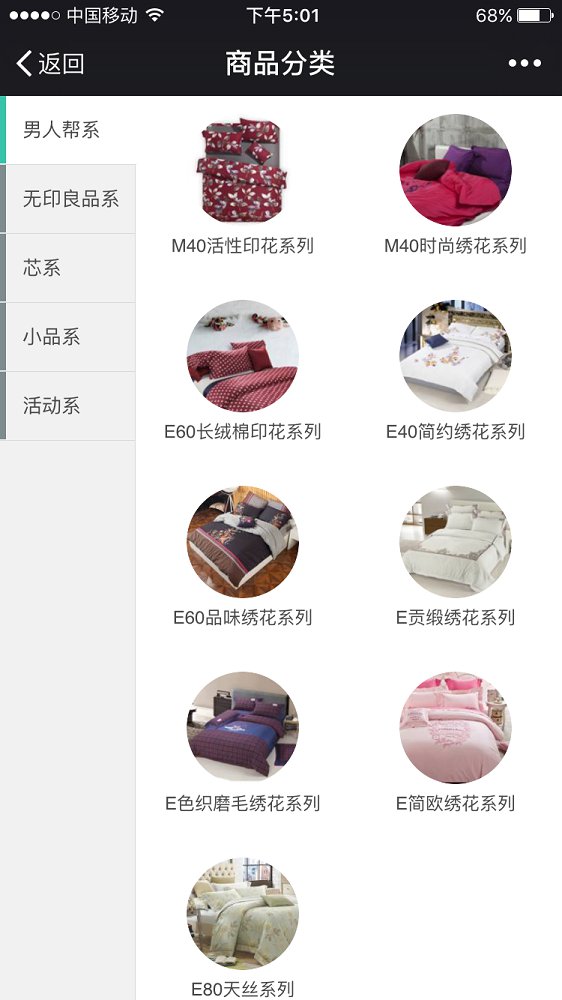 中国移动 下午5:01 68%
返回 商品分类
男人帮系
无印良品系
芯系
小品系
活动系
M40活性印花系列 M40时尚绣花系列
E60长绒棉印花系列 E40简约绣花系列
E60品味绣花系列 E贡缎绣花系列
E色织磨毛绣花系列 E简欧绣花系列
E80天丝系列